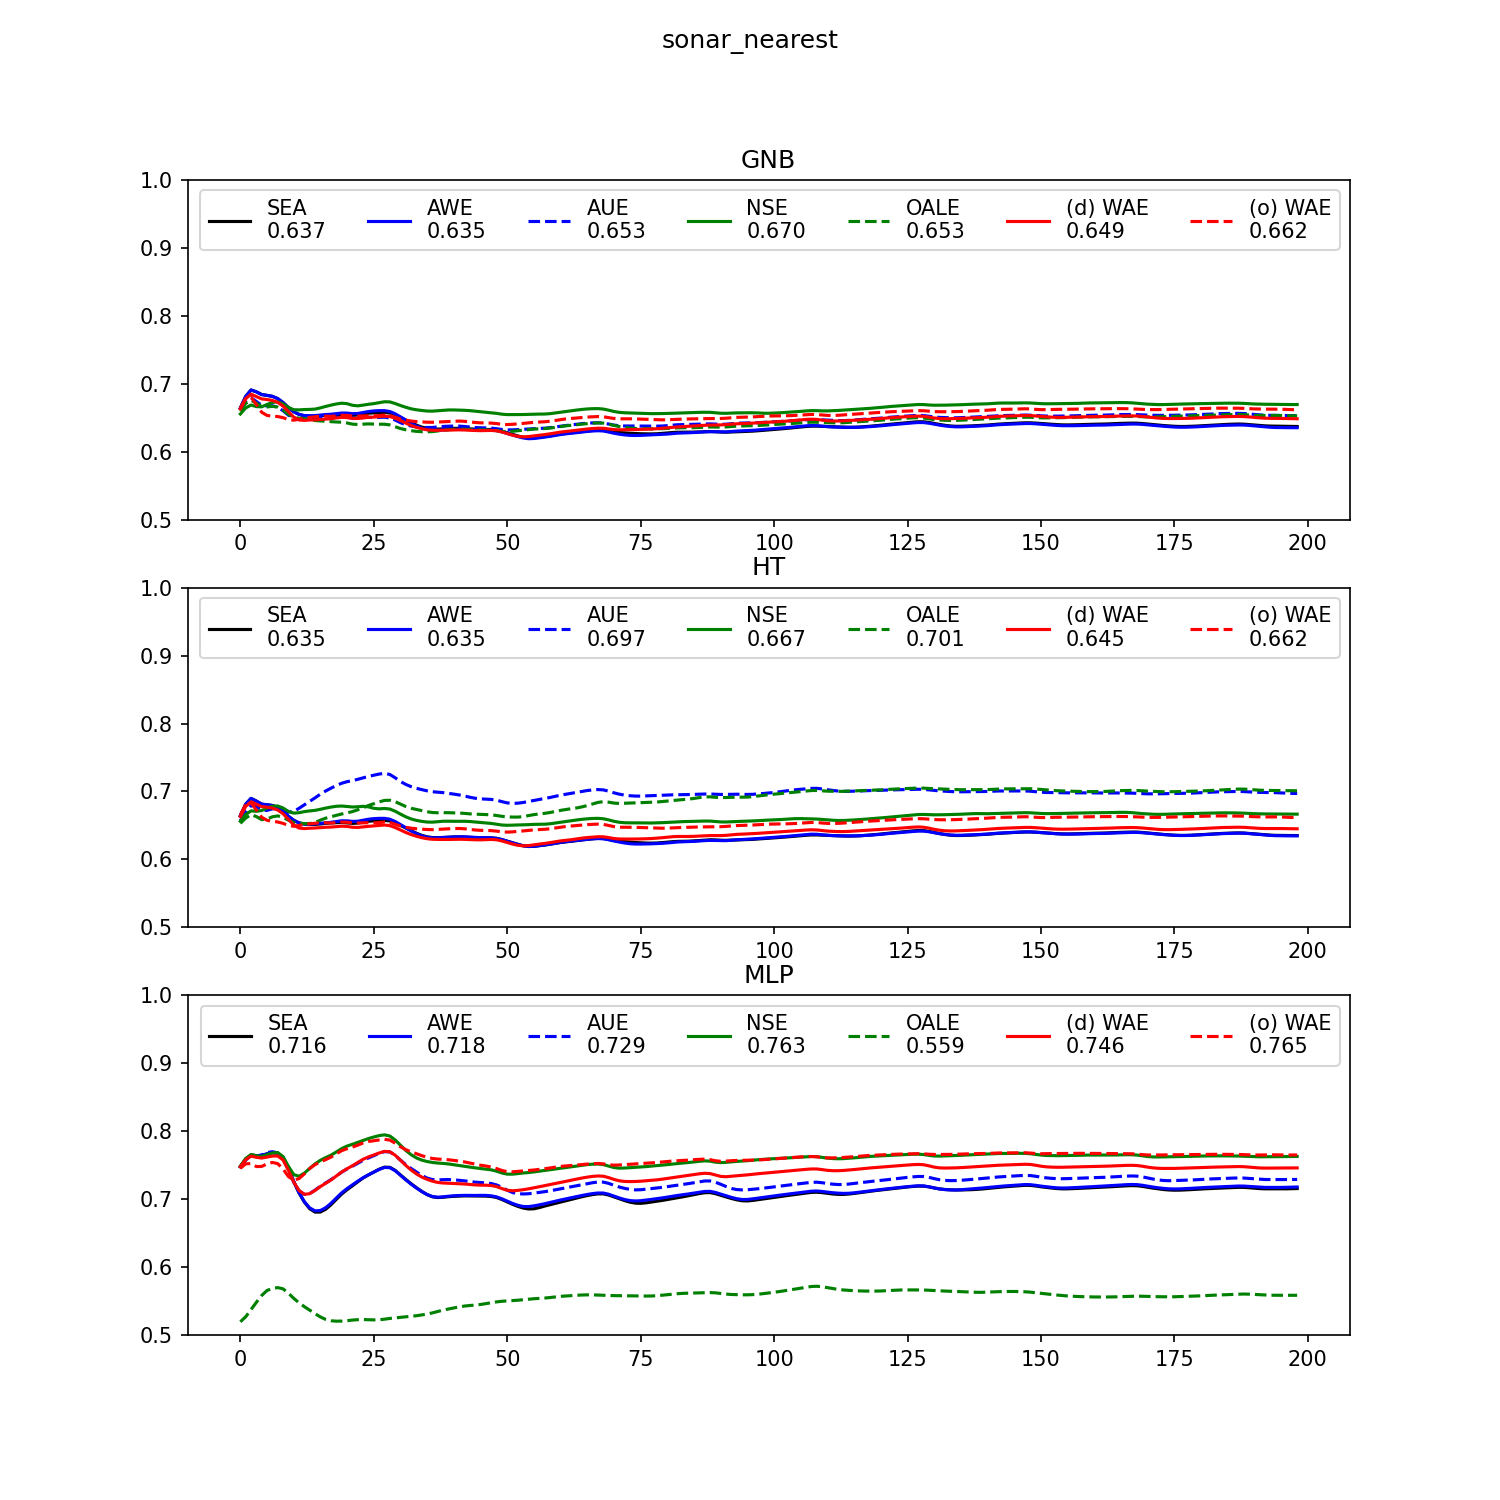 sonar_nearest
GNB
1.0
0.9
0.8
0.7
0.6
0.5
SEA AWE AUE NSE OALE (d) WAE (o) WAE
0.637 0.635 0.653 0.670 0.653 0.649 0.662
0 25 50 75 100 125 150 175 200
HT
1.0
0.9
0.8
0.7
0.6
0.5
SEA AWE AUE NSE OALE (d) WAE (o) WAE
0.635 0.635 0.697 0.667 0.701 0.645 0.662
0 25 50 75 100 125 150 175 200
MLP
1.0
0.9
0.8
0.7
0.6
0.5
SEA AWE AUE NSE OALE (d) WAE (o) WAE
0.716 0.718 0.729 0.763 0.559 0.746 0.765
0 25 50 75 100 125 150 175 200